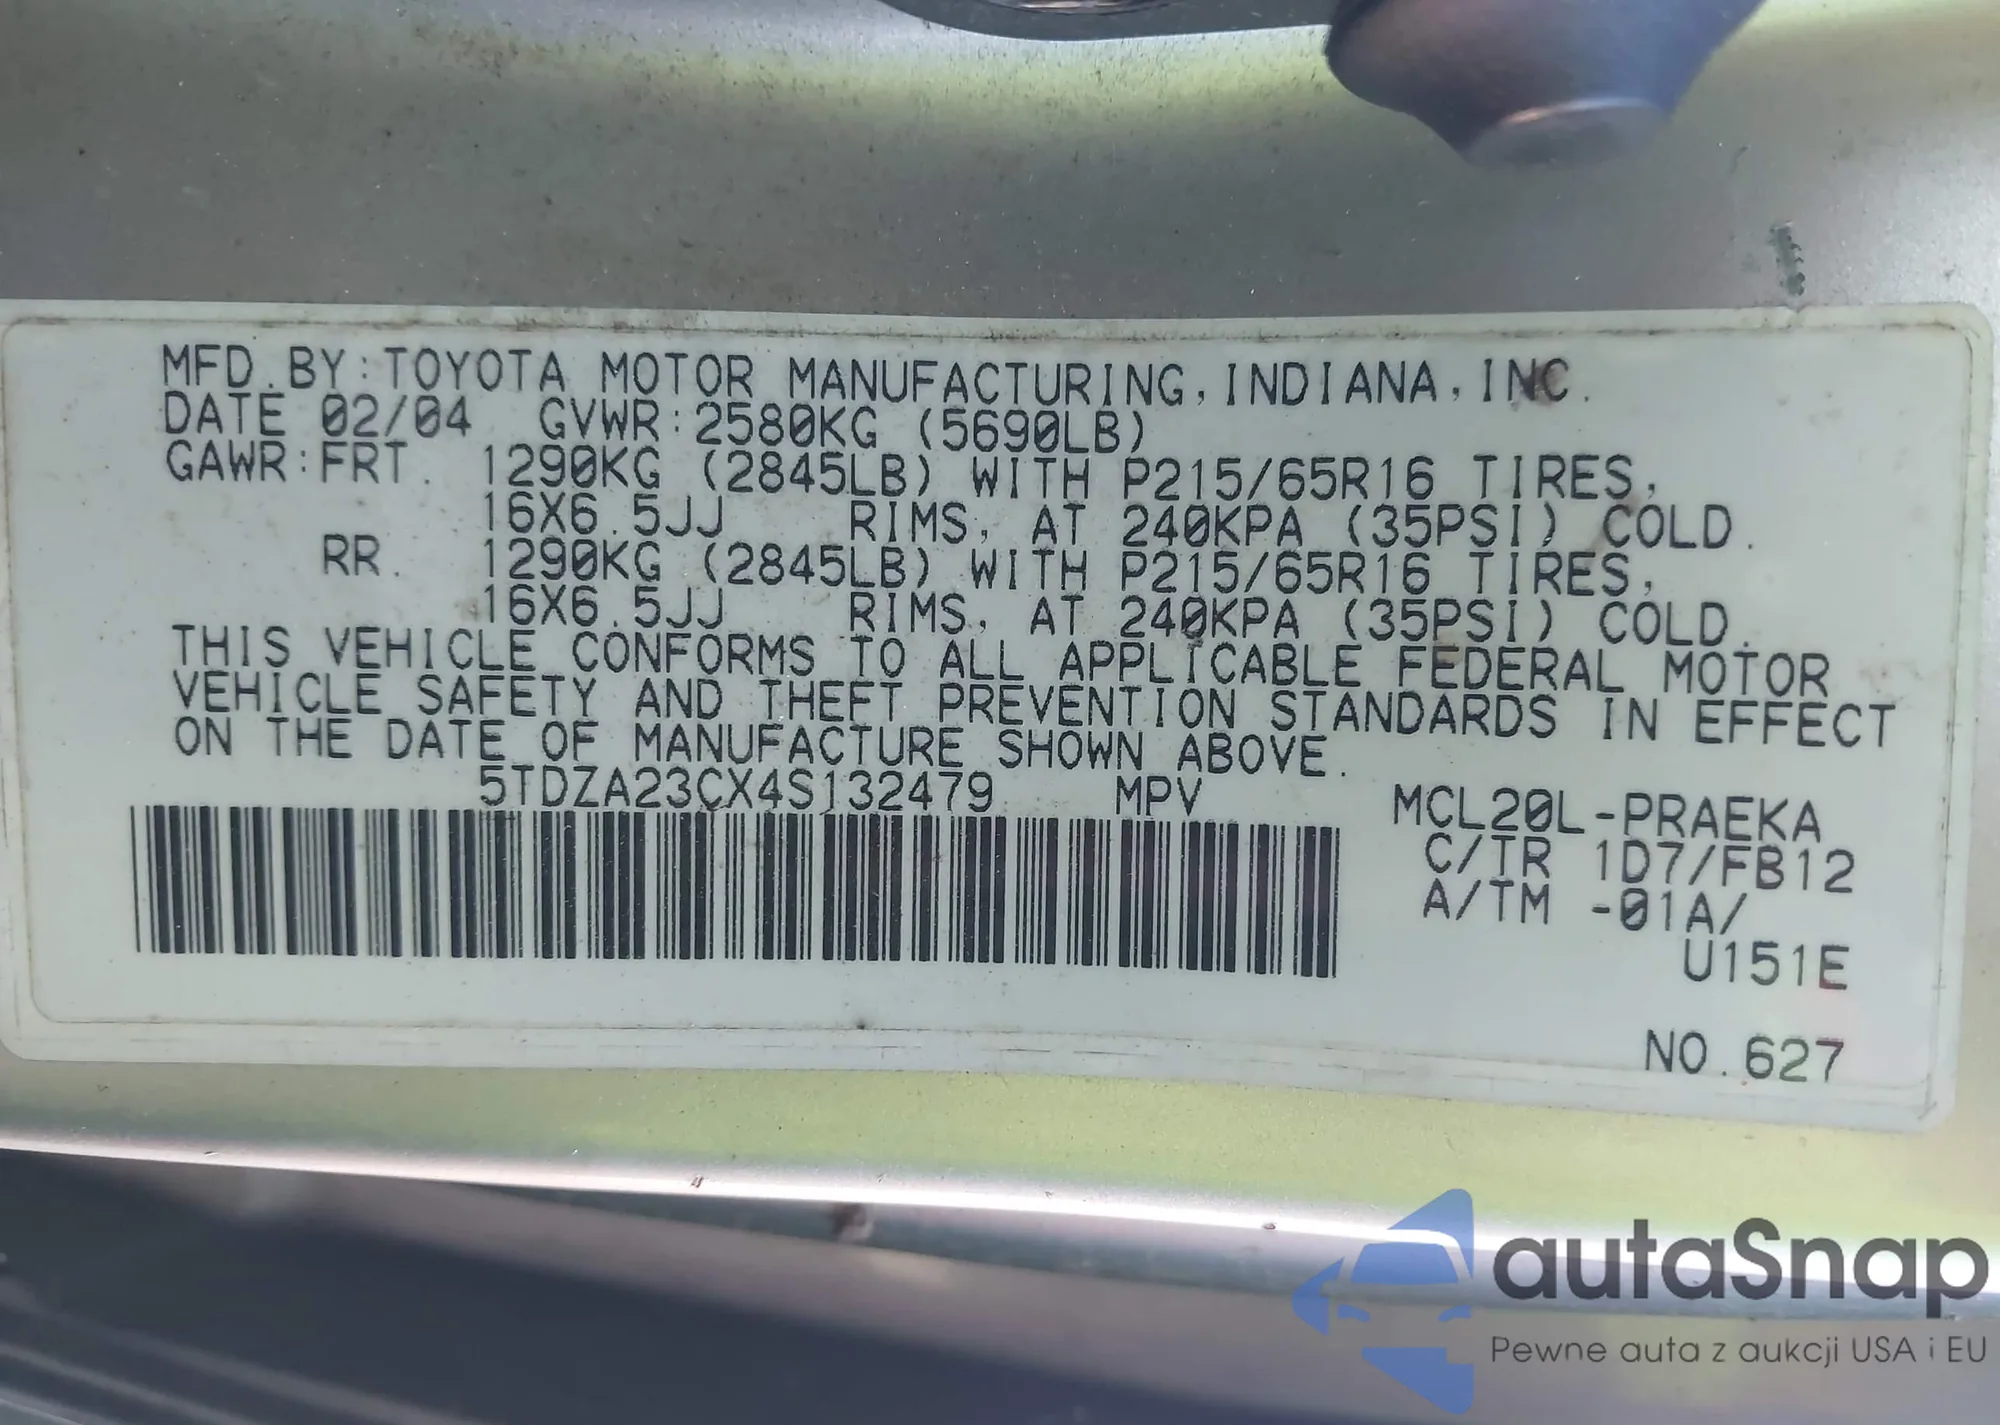 MFD.BY:TOYOTA MOTOR MANUFACTURING,INDIANA,INC.
DATE 02/04 GVWR:2580KG (5690LB)
GAWR:FRT. 1290KG (2845LB) WITH P215/65R16 TIRES,
16X6.5JJ RIMS, AT 240KPA (35PSI) COLD.
RR. 1290KG (2845LB) WITH P215/65R16 TIRES,
16X6.5JJ RIMS, AT 240KPA (35PSI) COLD.
THIS VEHICLE CONFORMS TO ALL APPLICABLE FEDERAL MOTOR
VEHICLE SAFETY AND THEFT PREVENTION STANDARDS IN EFFECT
ON THE DATE OF MANUFACTURE SHOWN ABOVE.
5TDZA23CX4S132479 MPV
MCL20L-PRAEKA
C/TR 1D7/FB12
A/TM -01A/
U151E
NO.627
autaSnap
Pewne auta z aukcji USA i EU